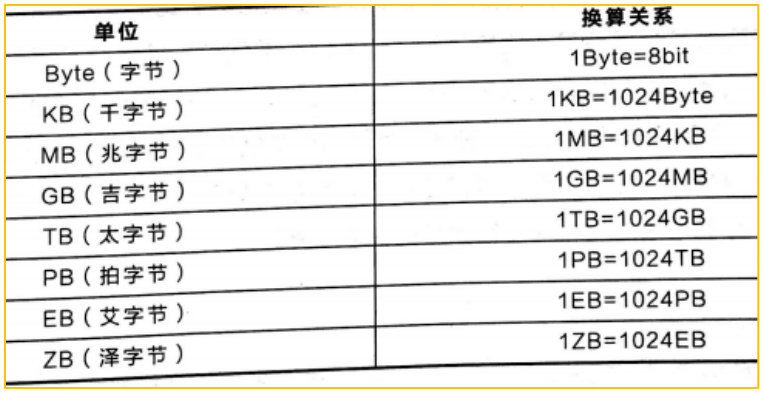 单位 换算关系
Byte（字节） 1Byte=8bit
KB（千字节） 1KB=1024Byte
MB（兆字节） 1MB=1024KB
GB（吉字节） 1GB=1024MB
TB（太字节） 1TB=1024GB
PB（拍字节） 1PB=1024TB
EB（艾字节） 1EB=1024PB
ZB（泽字节） 1ZB=1024EB